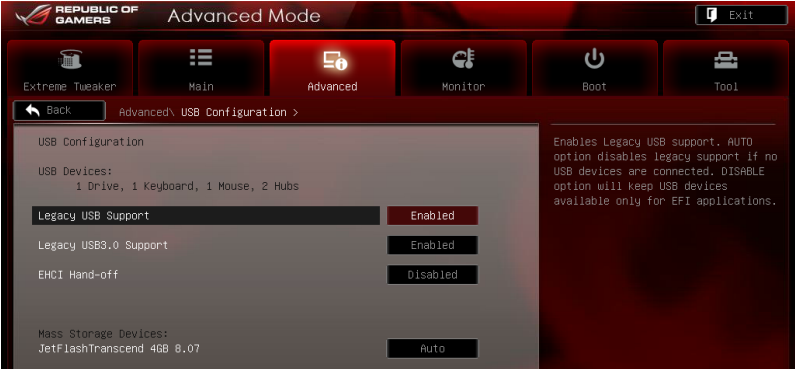 REPUBLIC OF
GAMERS
Advanced Mode
Exit
Extreme Tweaker
Main
Advanced
Monitor
Boot
Tool
Back
Advanced\ USB Configuration >
USB Configuration
USB Devices:
1 Drive, 1 Keyboard, 1 Mouse, 2 Hubs
Legacy USB Support Enabled
Legacy USB3.0 Support Enabled
EHCI Hand-off Disabled
Mass Storage Devices:
JetFlashTranscend 4GB 8.07 Auto
Enables Legacy USB support. AUTO
option disables legacy support if no
USB devices are connected. DISABLE
option will keep USB devices
available only for EFI applications.